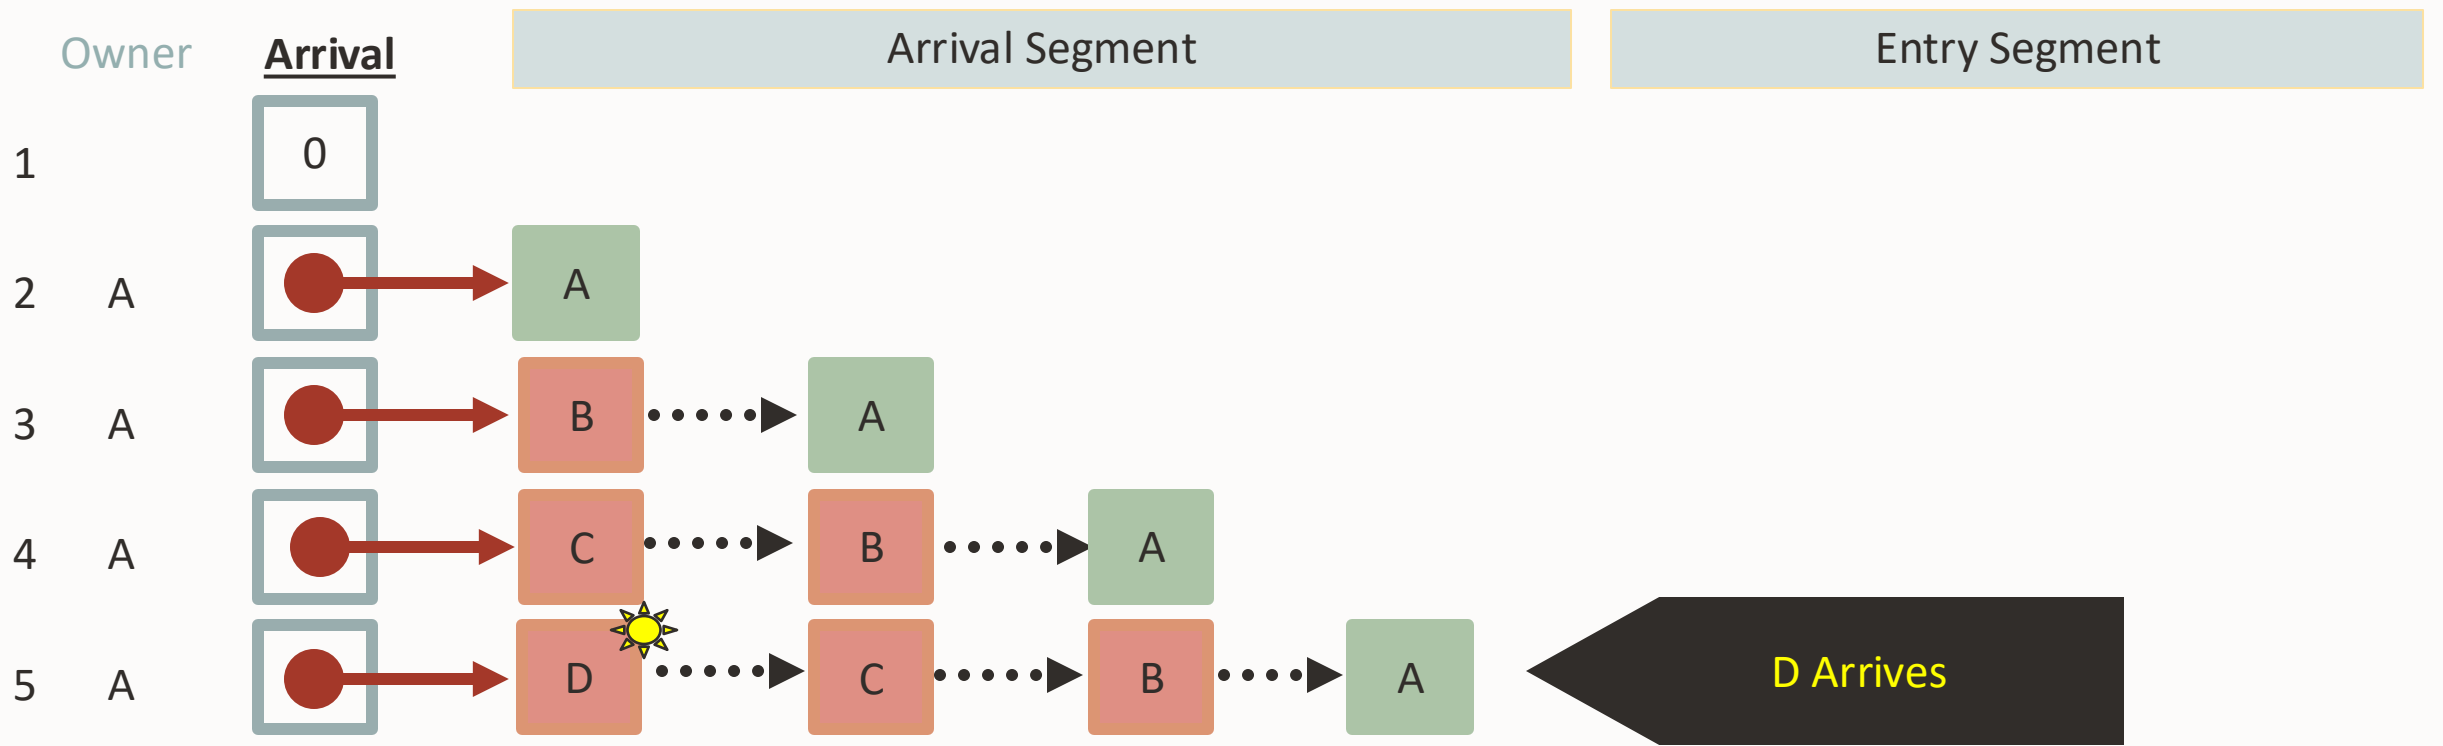 Owner Arrival Arrival Segment Entry Segment
1 0
2 A A
3 A B A
4 A C B A
5 A D C B A D Arrives